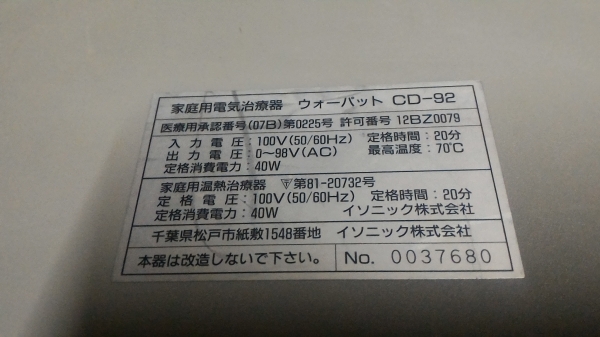 家庭用電気治療器 ウォーパット CD-92
医療用承認番号(07B)第0225号 許可番号 12BZ0079
入力電圧:100V(50/60Hz) 定格時間:20分
出力電圧:0~98V(AC) 最高温度:70℃
定格消費電力:40W
家庭用温熱治療器 第81-20732号
定格電圧:100V(50/60Hz) 定格時間:20分
定格消費電力:40W イソニック株式会社
千葉県松戸市紙敷1548番地 イソニック株式会社
本器は改造しないで下さい。 No. 0037680